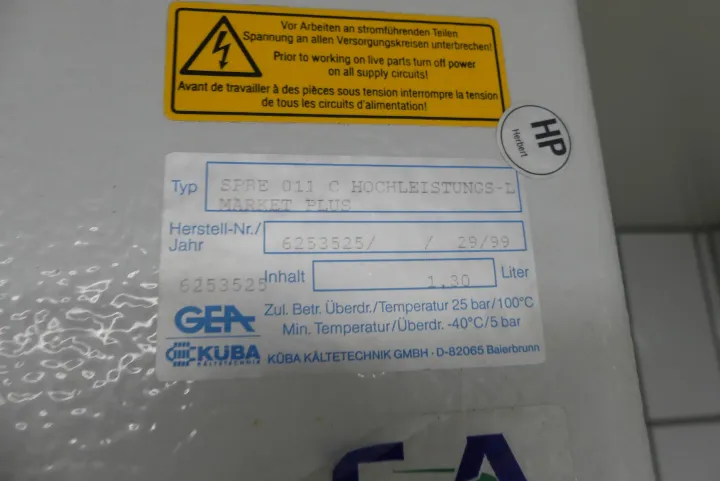 Vor Arbeiten an stromführenden Teilen
Spannung an allen Versorgungskreisen unterbrechen!
Prior to working on live parts turn off power
on all supply circuits!
Avant de travailler à des pièces sous tension interrompre la tension
de tous les circuits d'alimentation!
HP
Herbert
Typ SPBE 011 C HOCHLEISTUNGS-L
MARKET PLUS
Herstell-Nr./
Jahr 6253525/ / 29/99
6253525 Inhalt 1.30 Liter
GEA Zul. Betr. Überdr./Temperatur 25 bar/100°C
Min. Temperatur/Überdr. -40°C/5 bar
KÜBA
KÄLTETECHNIK
KÜBA KÄLTETECHNIK GMBH · D-82065 Baierbrunn